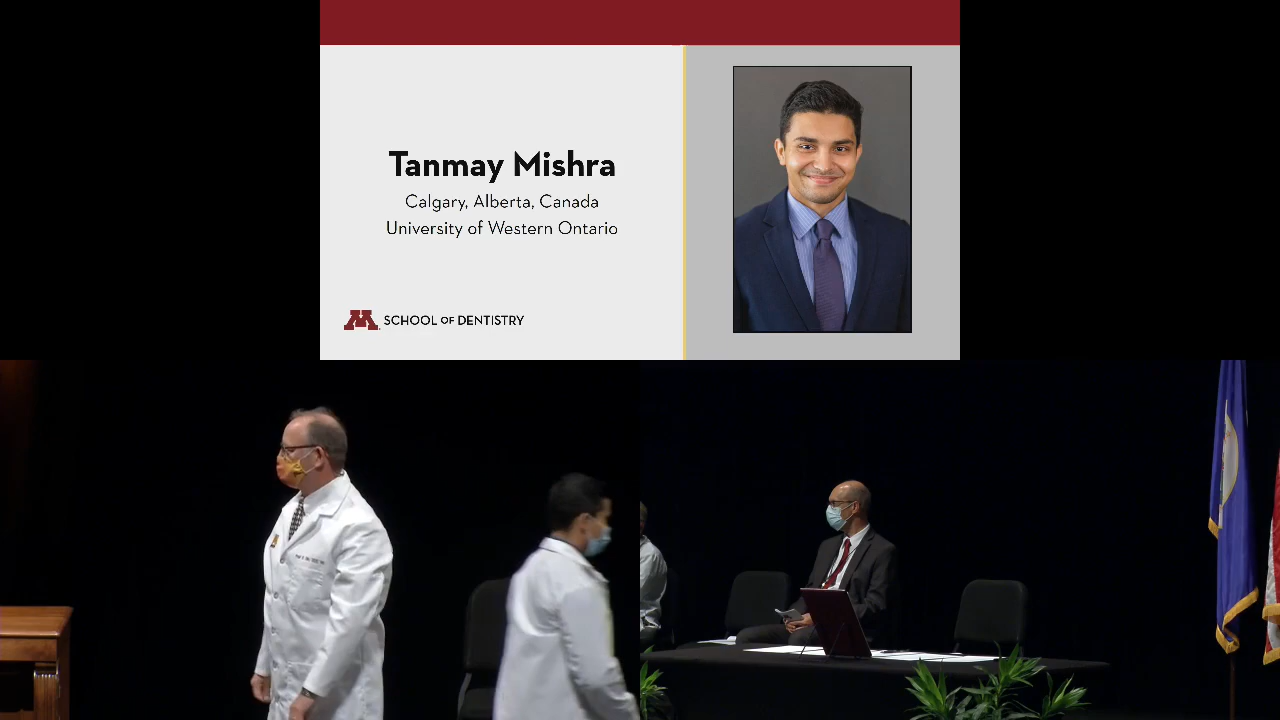 Tanmay Mishra
Calgary, Alberta, Canada
University of Western Ontario
M SCHOOL OF DENTISTRY